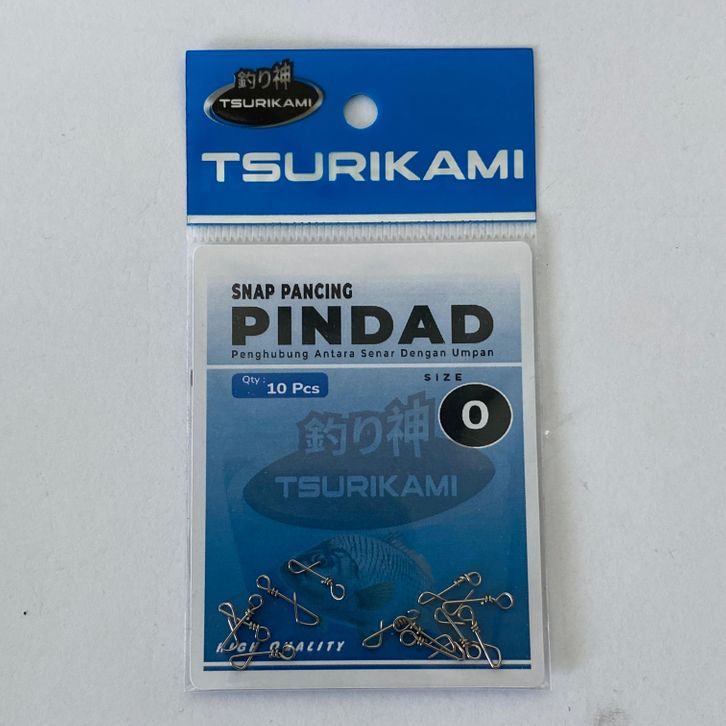 釣り神
TSURIKAMI
TSURIKAMI
SNAP PANCING
PINDAD
Penghubung Antara Senar Dengan Umpan
Qty :
10 Pcs
SIZE
0
釣り神
TSURIKAMI
HIGH QUALITY